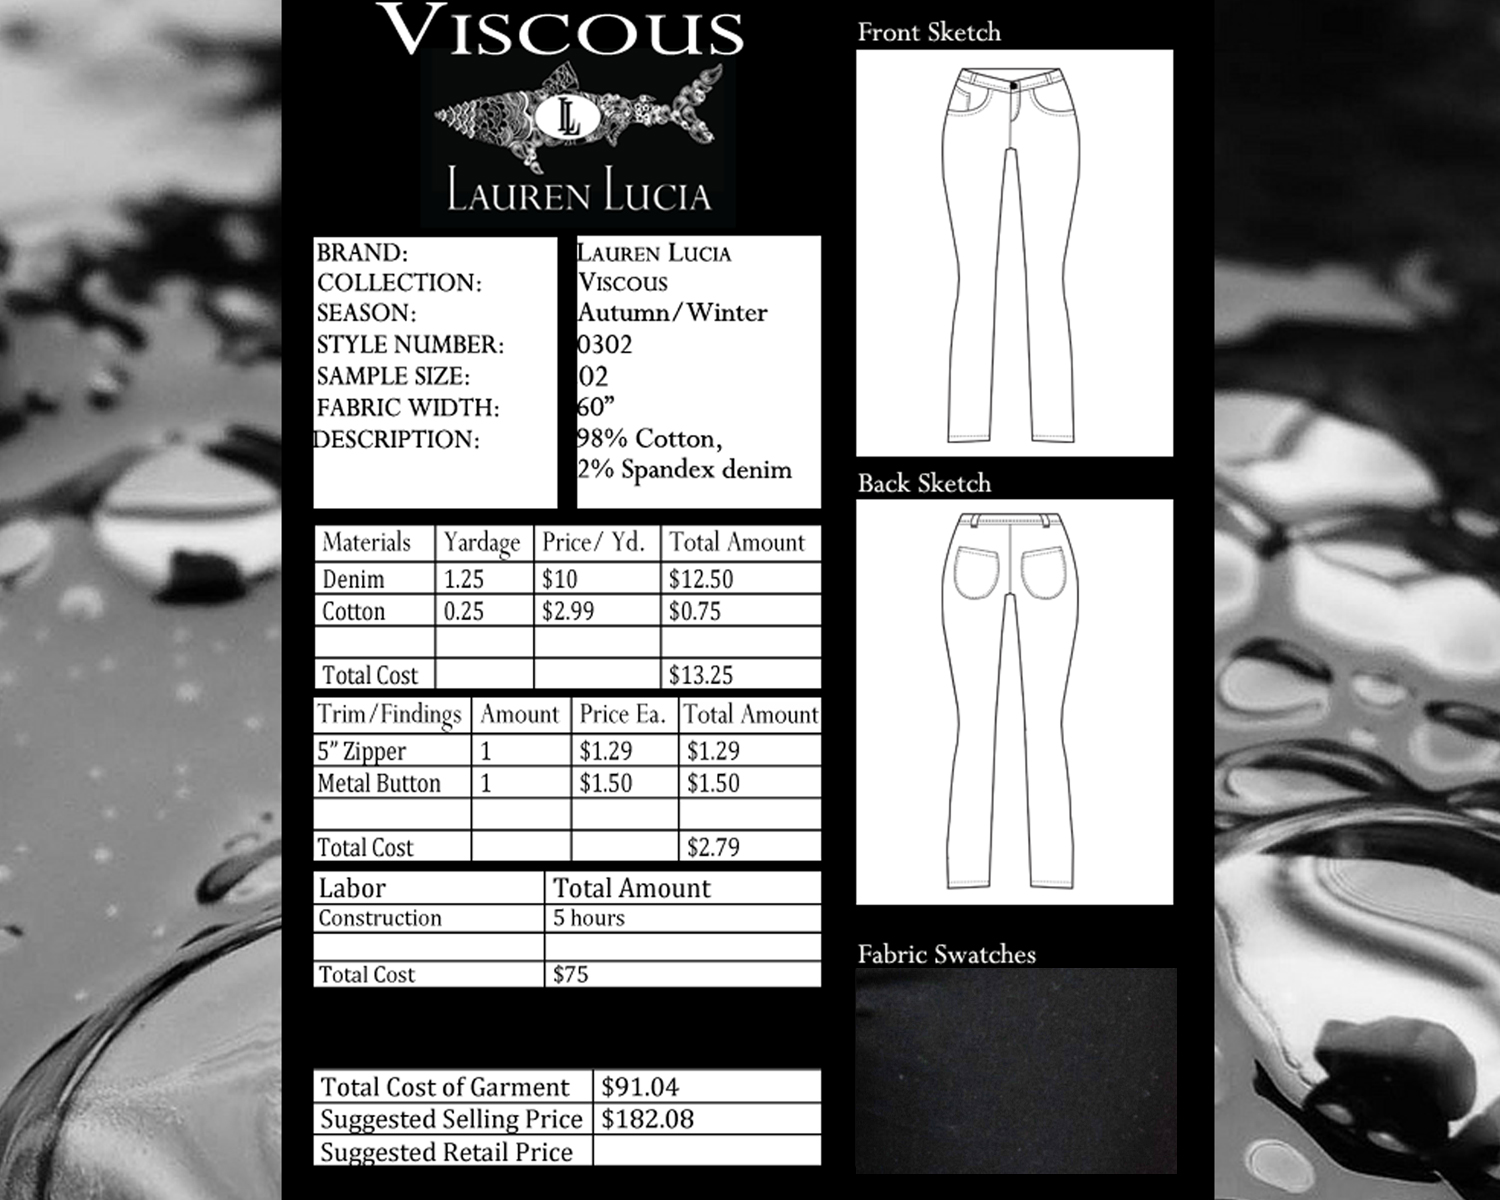 VISCOUS
LL
LAUREN LUCIA
BRAND: LAUREN LUCIA
COLLECTION: VISCOUS
SEASON: Autumn/Winter
STYLE NUMBER: 0302
SAMPLE SIZE: 02
FABRIC WIDTH: 60”
DESCRIPTION: 98% Cotton,
2% Spandex denim
Materials Yardage Price/ Yd. Total Amount
Denim 1.25 $10 $12.50
Cotton 0.25 $2.99 $0.75
Total Cost $13.25
Trim/Findings Amount Price Ea. Total Amount
5” Zipper 1 $1.29 $1.29
Metal Button 1 $1.50 $1.50
Total Cost $2.79
Labor Total Amount
Construction 5 hours
Total Cost $75
Total Cost of Garment $91.04
Suggested Selling Price $182.08
Suggested Retail Price
Front Sketch
Back Sketch
Fabric Swatches